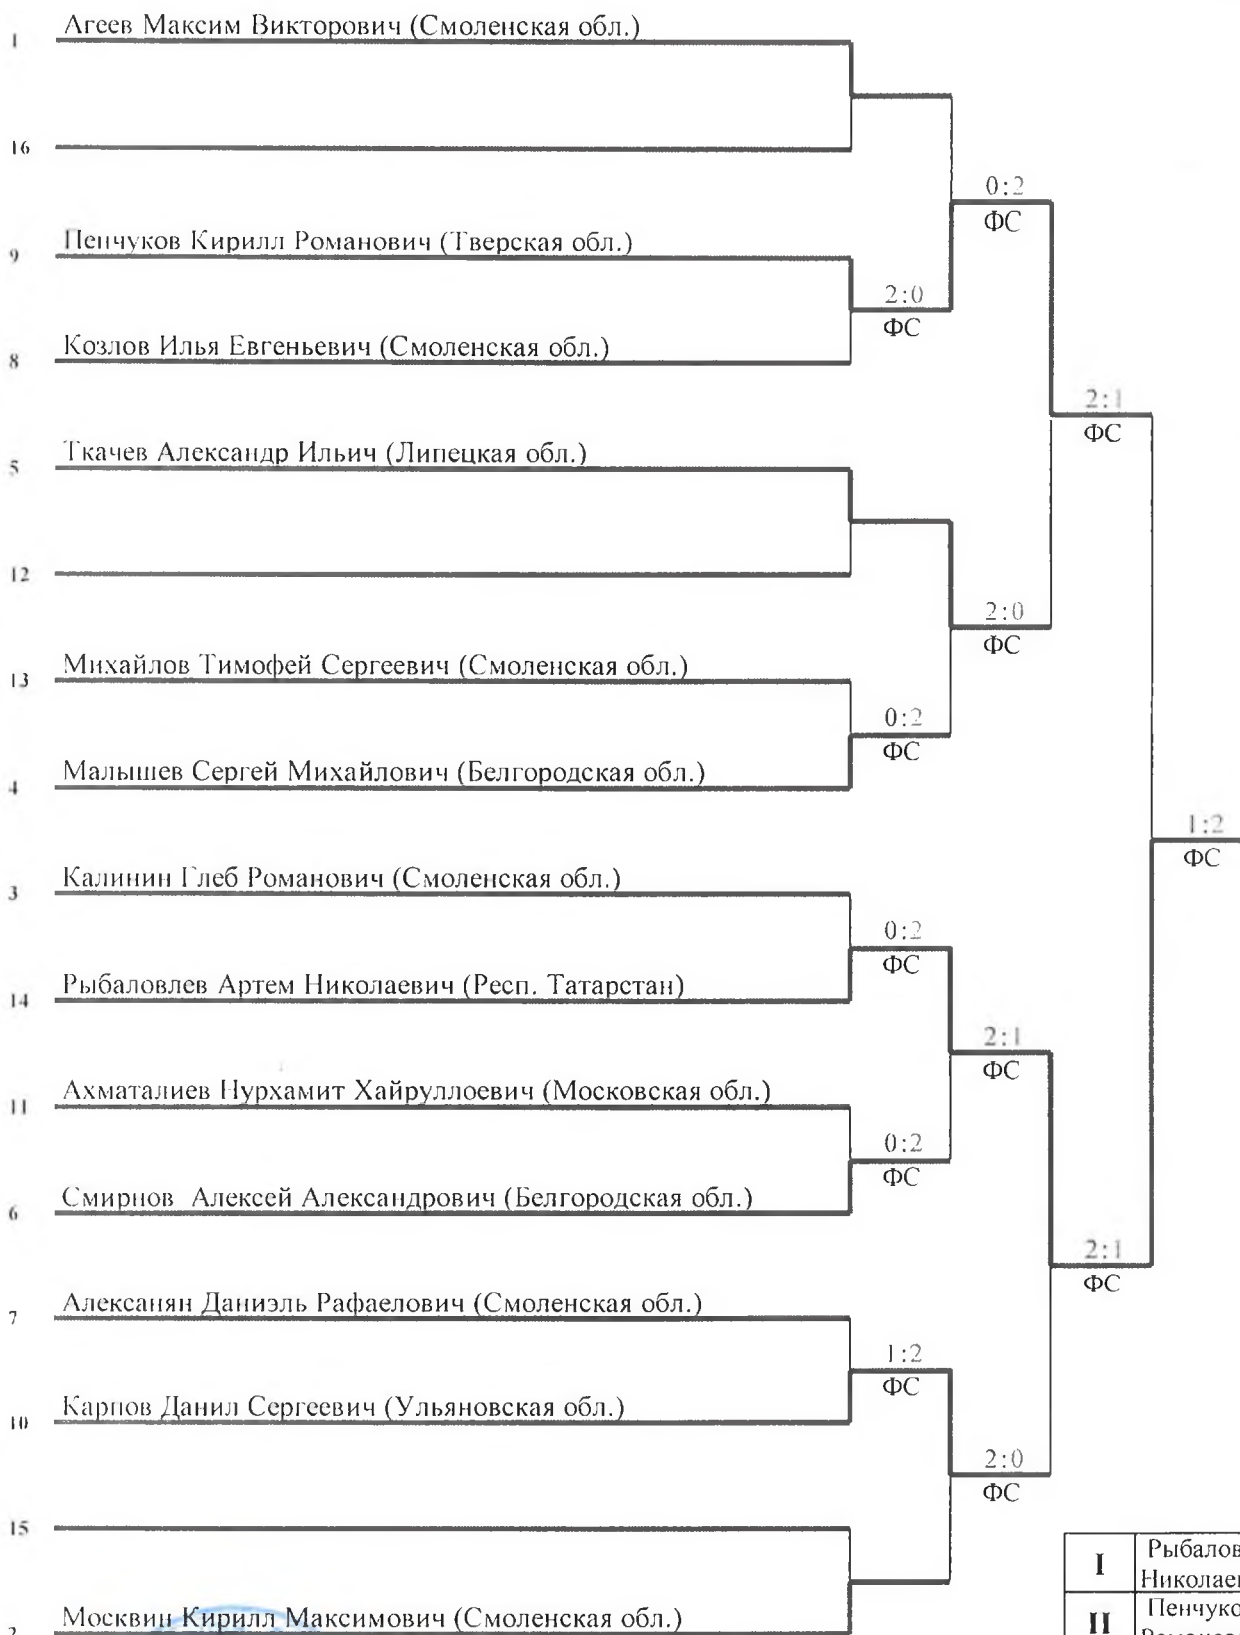 1 Агеев Максим Викторович (Смоленская обл.)
16
0:2
ФС
9 Пенчуков Кирилл Романович (Тверская обл.)
2:0
ФС
8 Козлов Илья Евгеньевич (Смоленская обл.)
2:1
ФС
5 Ткачев Александр Ильич (Липецкая обл.)
12
2:0
ФС
13 Михайлов Тимофей Сергеевич (Смоленская обл.)
0:2
ФС
4 Малышев Сергей Михайлович (Белгородская обл.)
1:2
ФС
3 Калинин Глеб Романович (Смоленская обл.)
0:2
ФС
14 Рыбаловлев Артем Николаевич (Респ. Татарстан)
2:1
ФС
11 Ахматалиев Нурхамит Хайруллоевич (Московская обл.)
0:2
ФС
6 Смирнов Алексей Александрович (Белгородская обл.)
2:1
ФС
7 Алексанян Даниэль Рафаелович (Смоленская обл.)
1:2
ФС
10 Карпов Данил Сергеевич (Ульяновская обл.)
2:0
ФС
15
I Рыбалов
Николаев
II Пенчуко
2 Москвин Кирилл Максимович (Смоленская обл.)